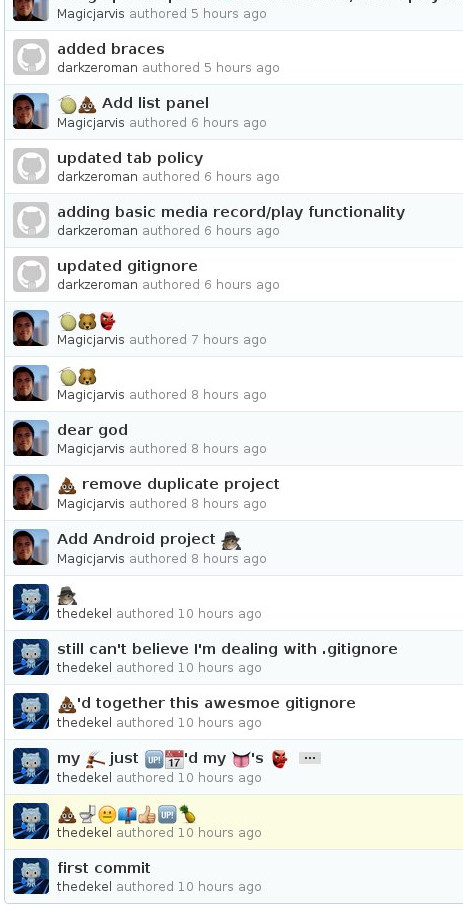 Magicjarvis authored 5 hours ago
added braces
darkzeroman authored 5 hours ago
🍈💩 Add list panel
Magicjarvis authored 6 hours ago
updated tab policy
darkzeroman authored 6 hours ago
adding basic media record/play functionality
darkzeroman authored 6 hours ago
updated gitignore
darkzeroman authored 6 hours ago
🍈🐻👺
Magicjarvis authored 7 hours ago
🍈🐻
Magicjarvis authored 8 hours ago
dear god
Magicjarvis authored 8 hours ago
💩 remove duplicate project
Magicjarvis authored 8 hours ago
Add Android project 🕵
Magicjarvis authored 8 hours ago
🕵
thedekel authored 10 hours ago
still can't believe I'm dealing with .gitignore
thedekel authored 10 hours ago
💩'd together this awesmoe gitignore
thedekel authored 10 hours ago
my 🔨 just 🆙📅'd my 👅's 👺 ...
thedekel authored 10 hours ago
💩🚽😐📫👍🆙🍍
thedekel authored 10 hours ago
first commit
thedekel authored 10 hours ago